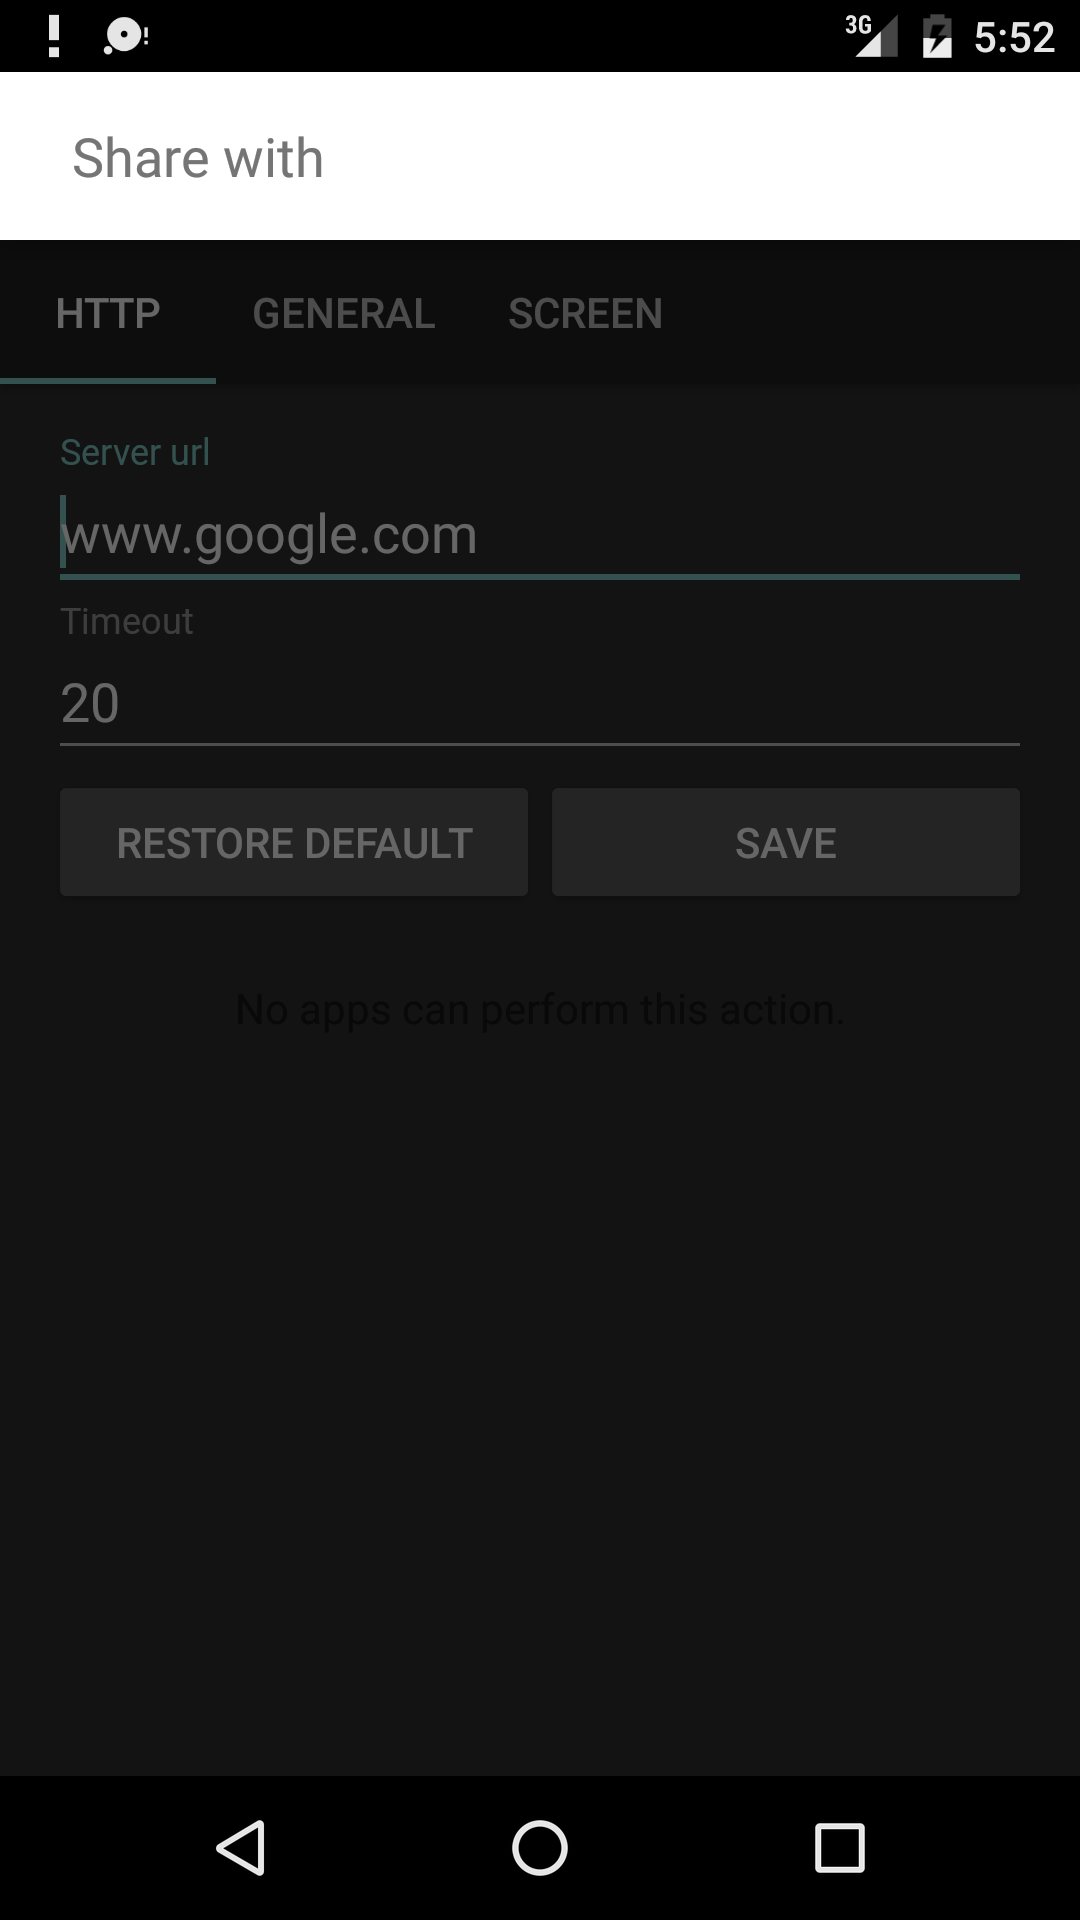 3G 5:52
Share with
HTTP GENERAL SCREEN
Server url
www.google.com
Timeout
20
RESTORE DEFAULT SAVE
No apps can perform this action.